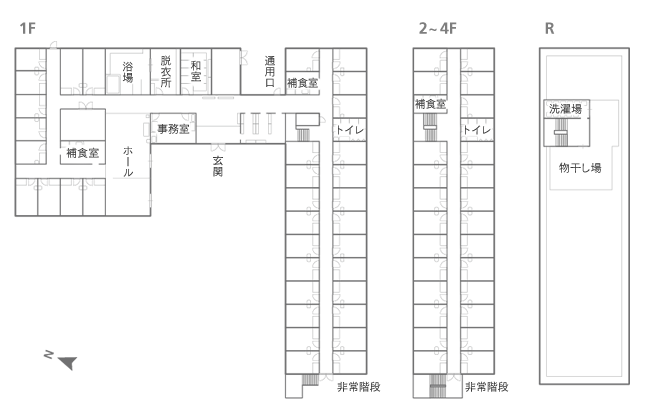 1F
2~4F
R
浴場
脱衣所
和室
通用口
補食室
補食室
洗濯場
事務室
トイレ
トイレ
補食室
ホール
玄関
物干し場
N
非常階段
非常階段